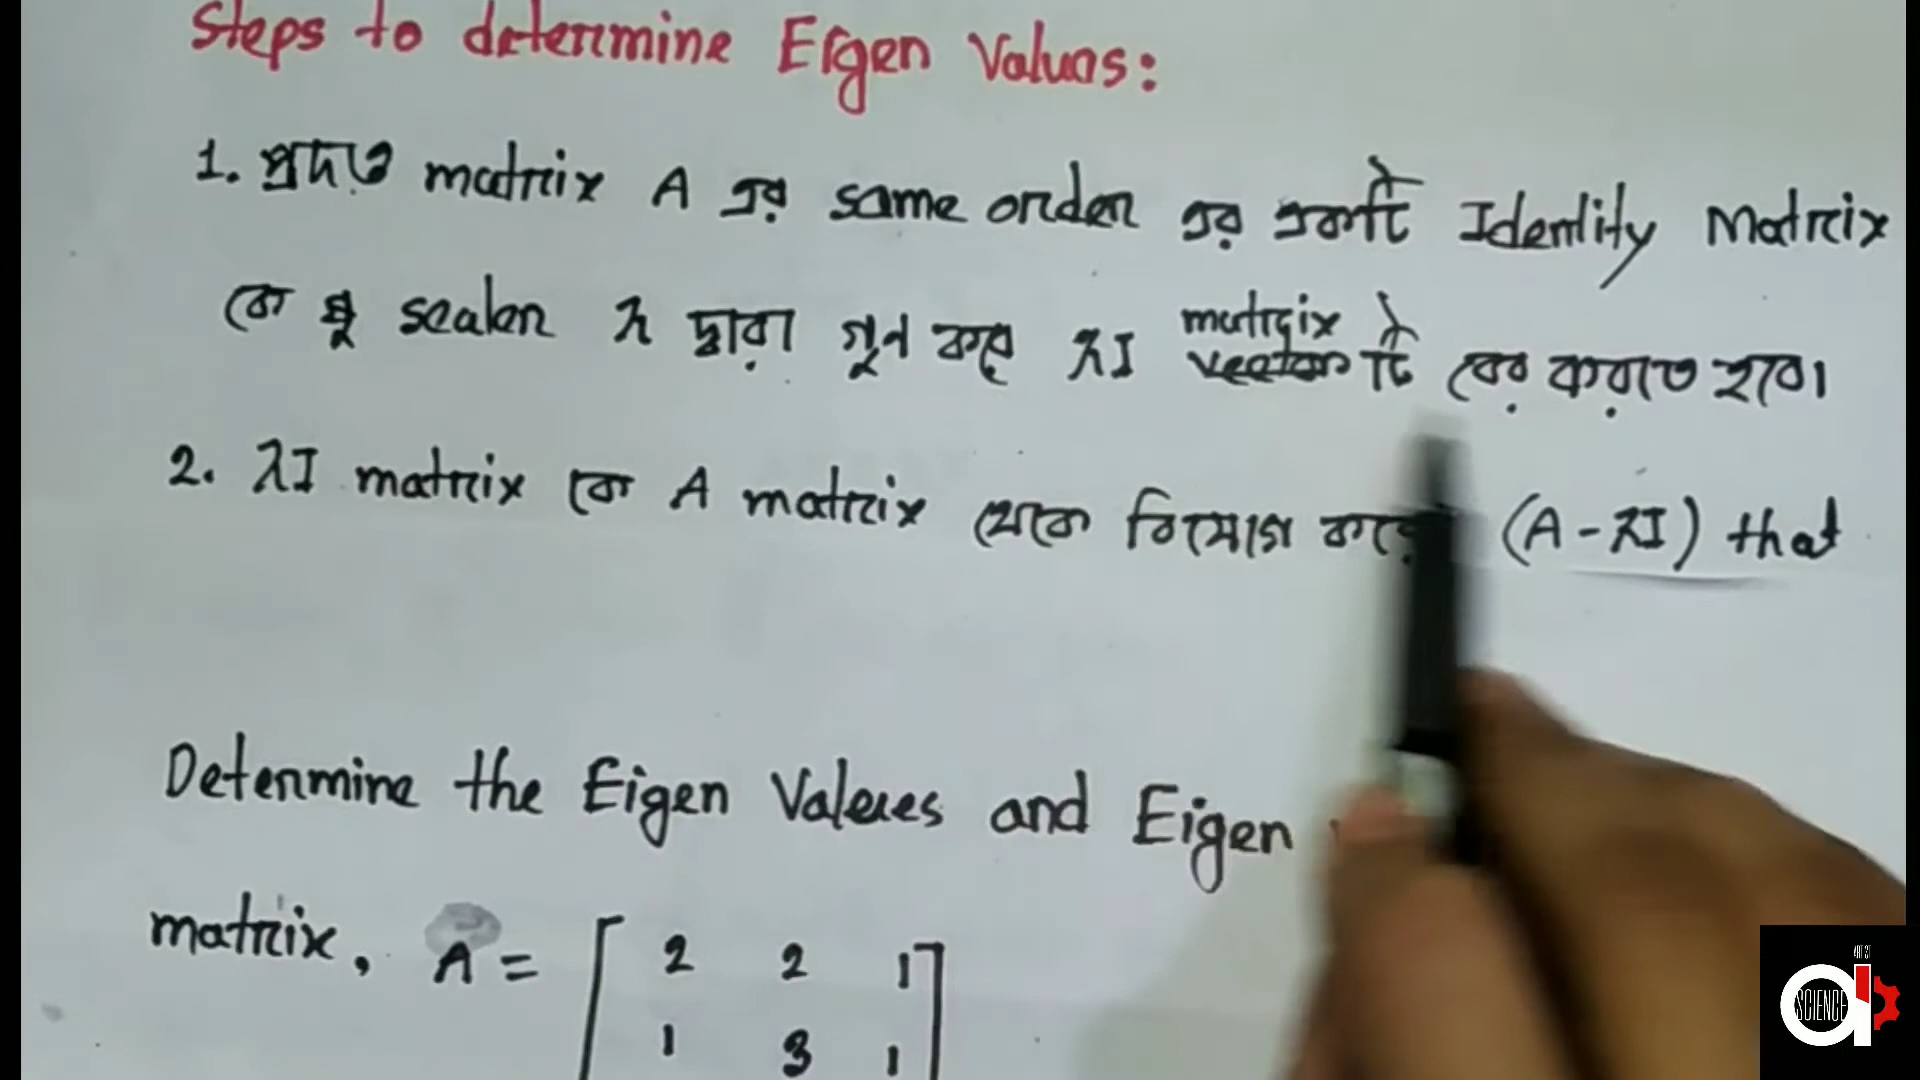 Steps to determine Eigen Values:
1. প্রদত্ত matrix A এর same order এর একটি Identity Matrix
কে scalar λ দ্বারা গুন করে λI matrix টি বের করতে হবে।
2. λI matrix কে A matrix থেকে বিয়োগ করে (A - λI) that
Determine the Eigen Values and Eigen
matrix, A = [ 2 2 1 ]
1 3 1
SCIENCE